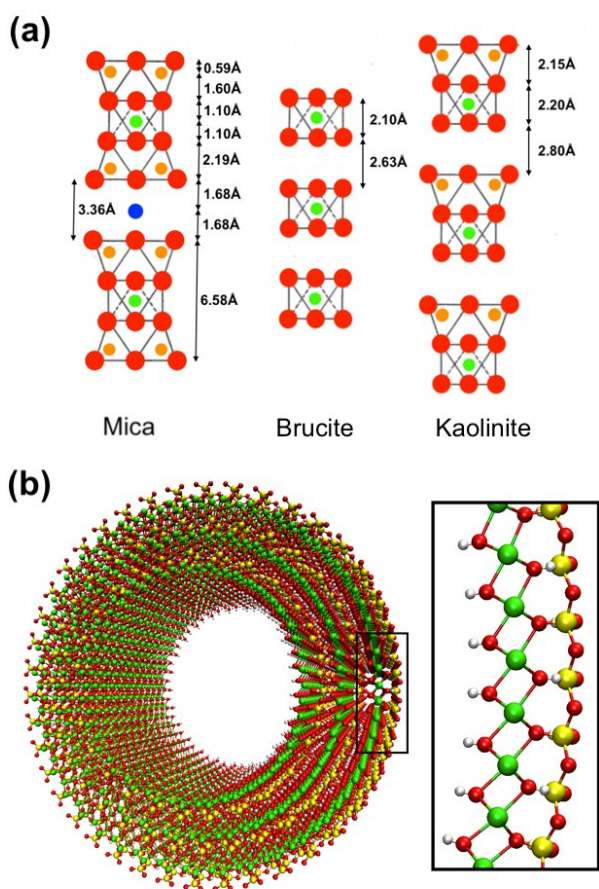 (a)
0.59Å
1.60Å
1.10Å
1.10Å
2.19Å
1.68Å
3.36Å
1.68Å
6.58Å
2.10Å
2.63Å
2.15Å
2.20Å
2.80Å
Mica
Brucite
Kaolinite
(b)